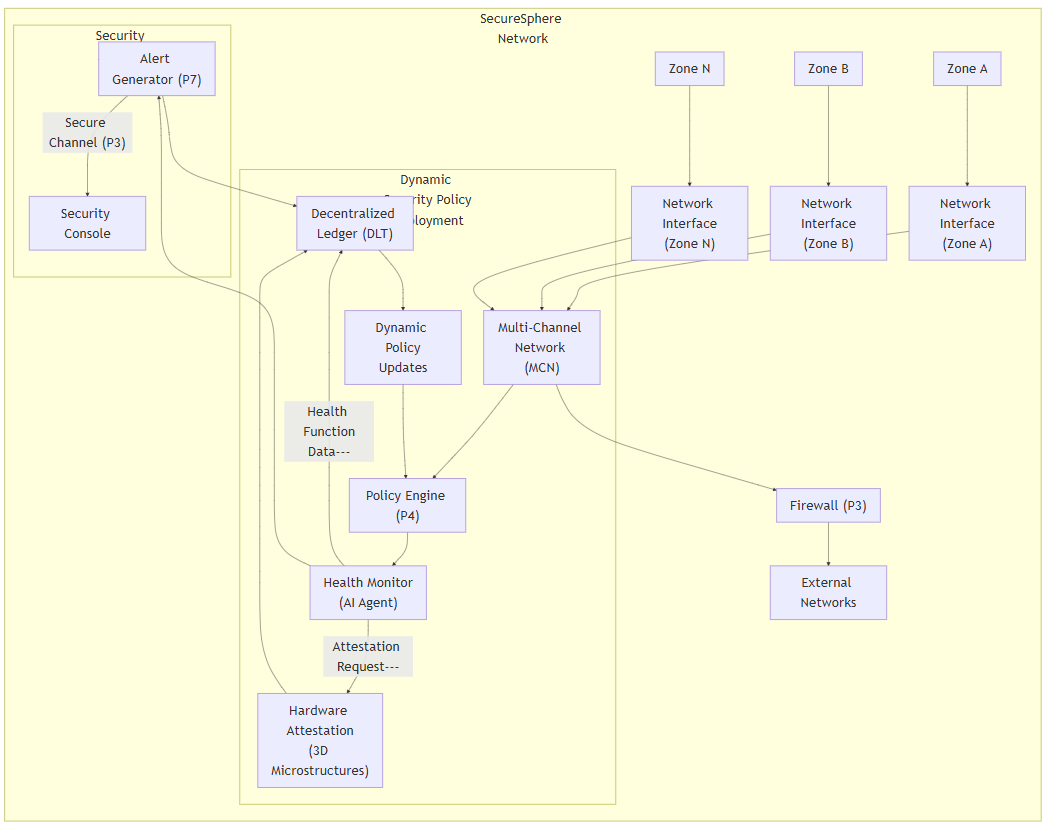 SecureSphere
Network
Security
Alert
Generator (P7)
Secure
Channel (P3)
Security
Console
Zone N
Zone B
Zone A
Network
Interface
(Zone N)
Network
Interface
(Zone B)
Network
Interface
(Zone A)
Dynamic
rity Policy
loyment
Decentralized
Ledger (DLT)
Dynamic
Policy
Updates
Multi-Channel
Network
(MCN)
Health
Function
Data---
Policy Engine
(P4)
Firewall (P3)
External
Networks
Health Monitor
(AI Agent)
Attestation
Request---
Hardware
Attestation
(3D
Microstructures)